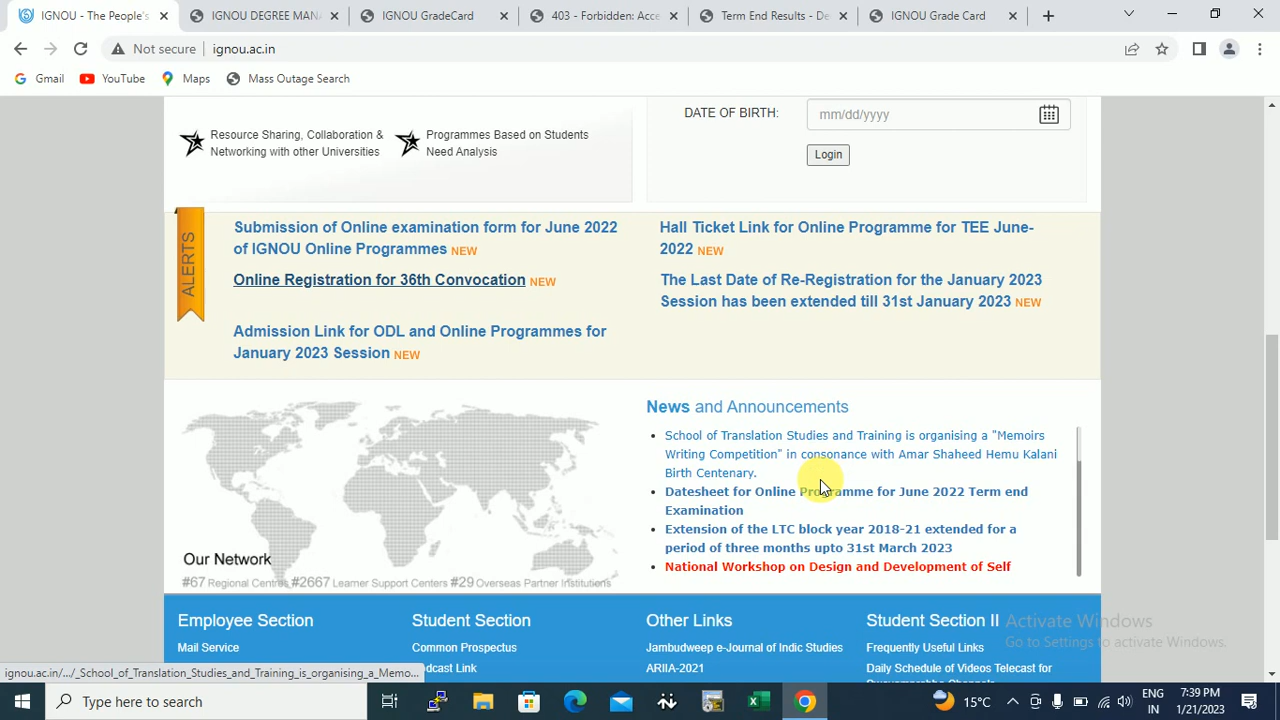 IGNOU - The People's
IGNOU DEGREE MAN
IGNOU GradeCard
403 - Forbidden: Acce
Term End Results - De
IGNOU Grade Card
Not secure
ignou.ac.in
Gmail
YouTube
Maps
Mass Outage Search
Resource Sharing, Collaboration &
Networking with other Universities
Programmes Based on Students
Need Analysis
DATE OF BIRTH:
mm/dd/yyyy
Login
ALERTS
Submission of Online examination form for June 2022
of IGNOU Online Programmes NEW
Online Registration for 36th Convocation NEW
Admission Link for ODL and Online Programmes for
January 2023 Session NEW
Hall Ticket Link for Online Programme for TEE June-
2022 NEW
The Last Date of Re-Registration for the January 2023
Session has been extended till 31st January 2023 NEW
Our Network
#67 Regional Centres #2667 Learner Support Centers #29 Overseas Partner Institutions
News and Announcements
School of Translation Studies and Training is organising a "Memoirs
Writing Competition" in consonance with Amar Shaheed Hemu Kalani
Birth Centenary.
Datesheet for Online Programme for June 2022 Term end
Examination
Extension of the LTC block year 2018-21 extended for a
period of three months upto 31st March 2023
National Workshop on Design and Development of Self
Employee Section
Mail Service
Student Section
Common Prospectus
dcast Link
Other Links
Jambudweep e-Journal of Indic Studies
ARIIA-2021
Student Section II
Frequently Useful Links
Daily Schedule of Videos Telecast for
Activate Windows
Go to Settings to activate Windows.
ignou.ac.in/.../_School_of_Translation_Studies_and_Training_is_organising_a_Memo...
Type here to search
15°C
ENG
IN
7:39 PM
1/21/2023